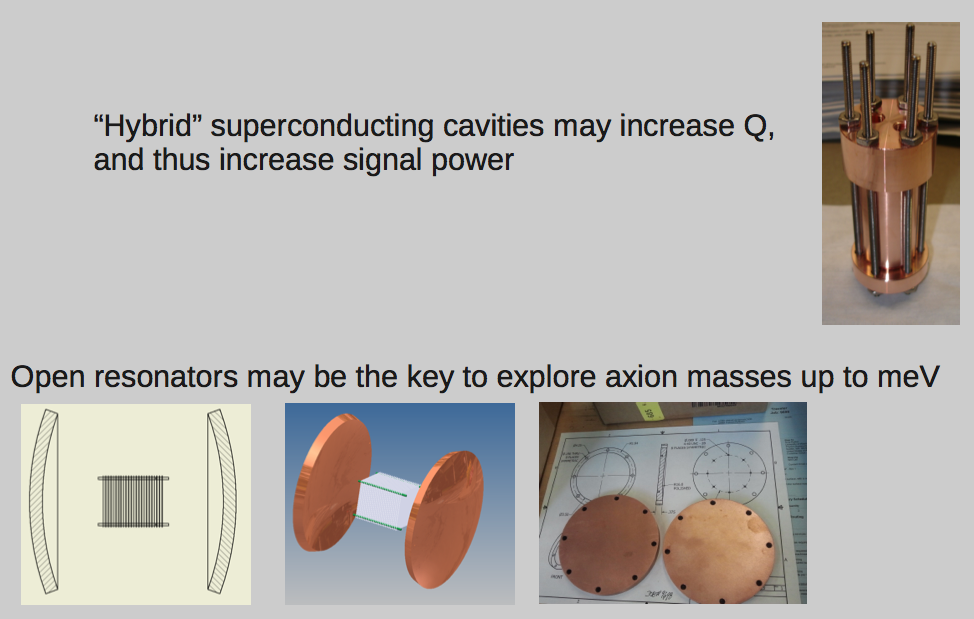 “Hybrid” superconducting cavities may increase Q,
and thus increase signal power
Open resonators may be the key to explore axion masses up to meV
FRONT